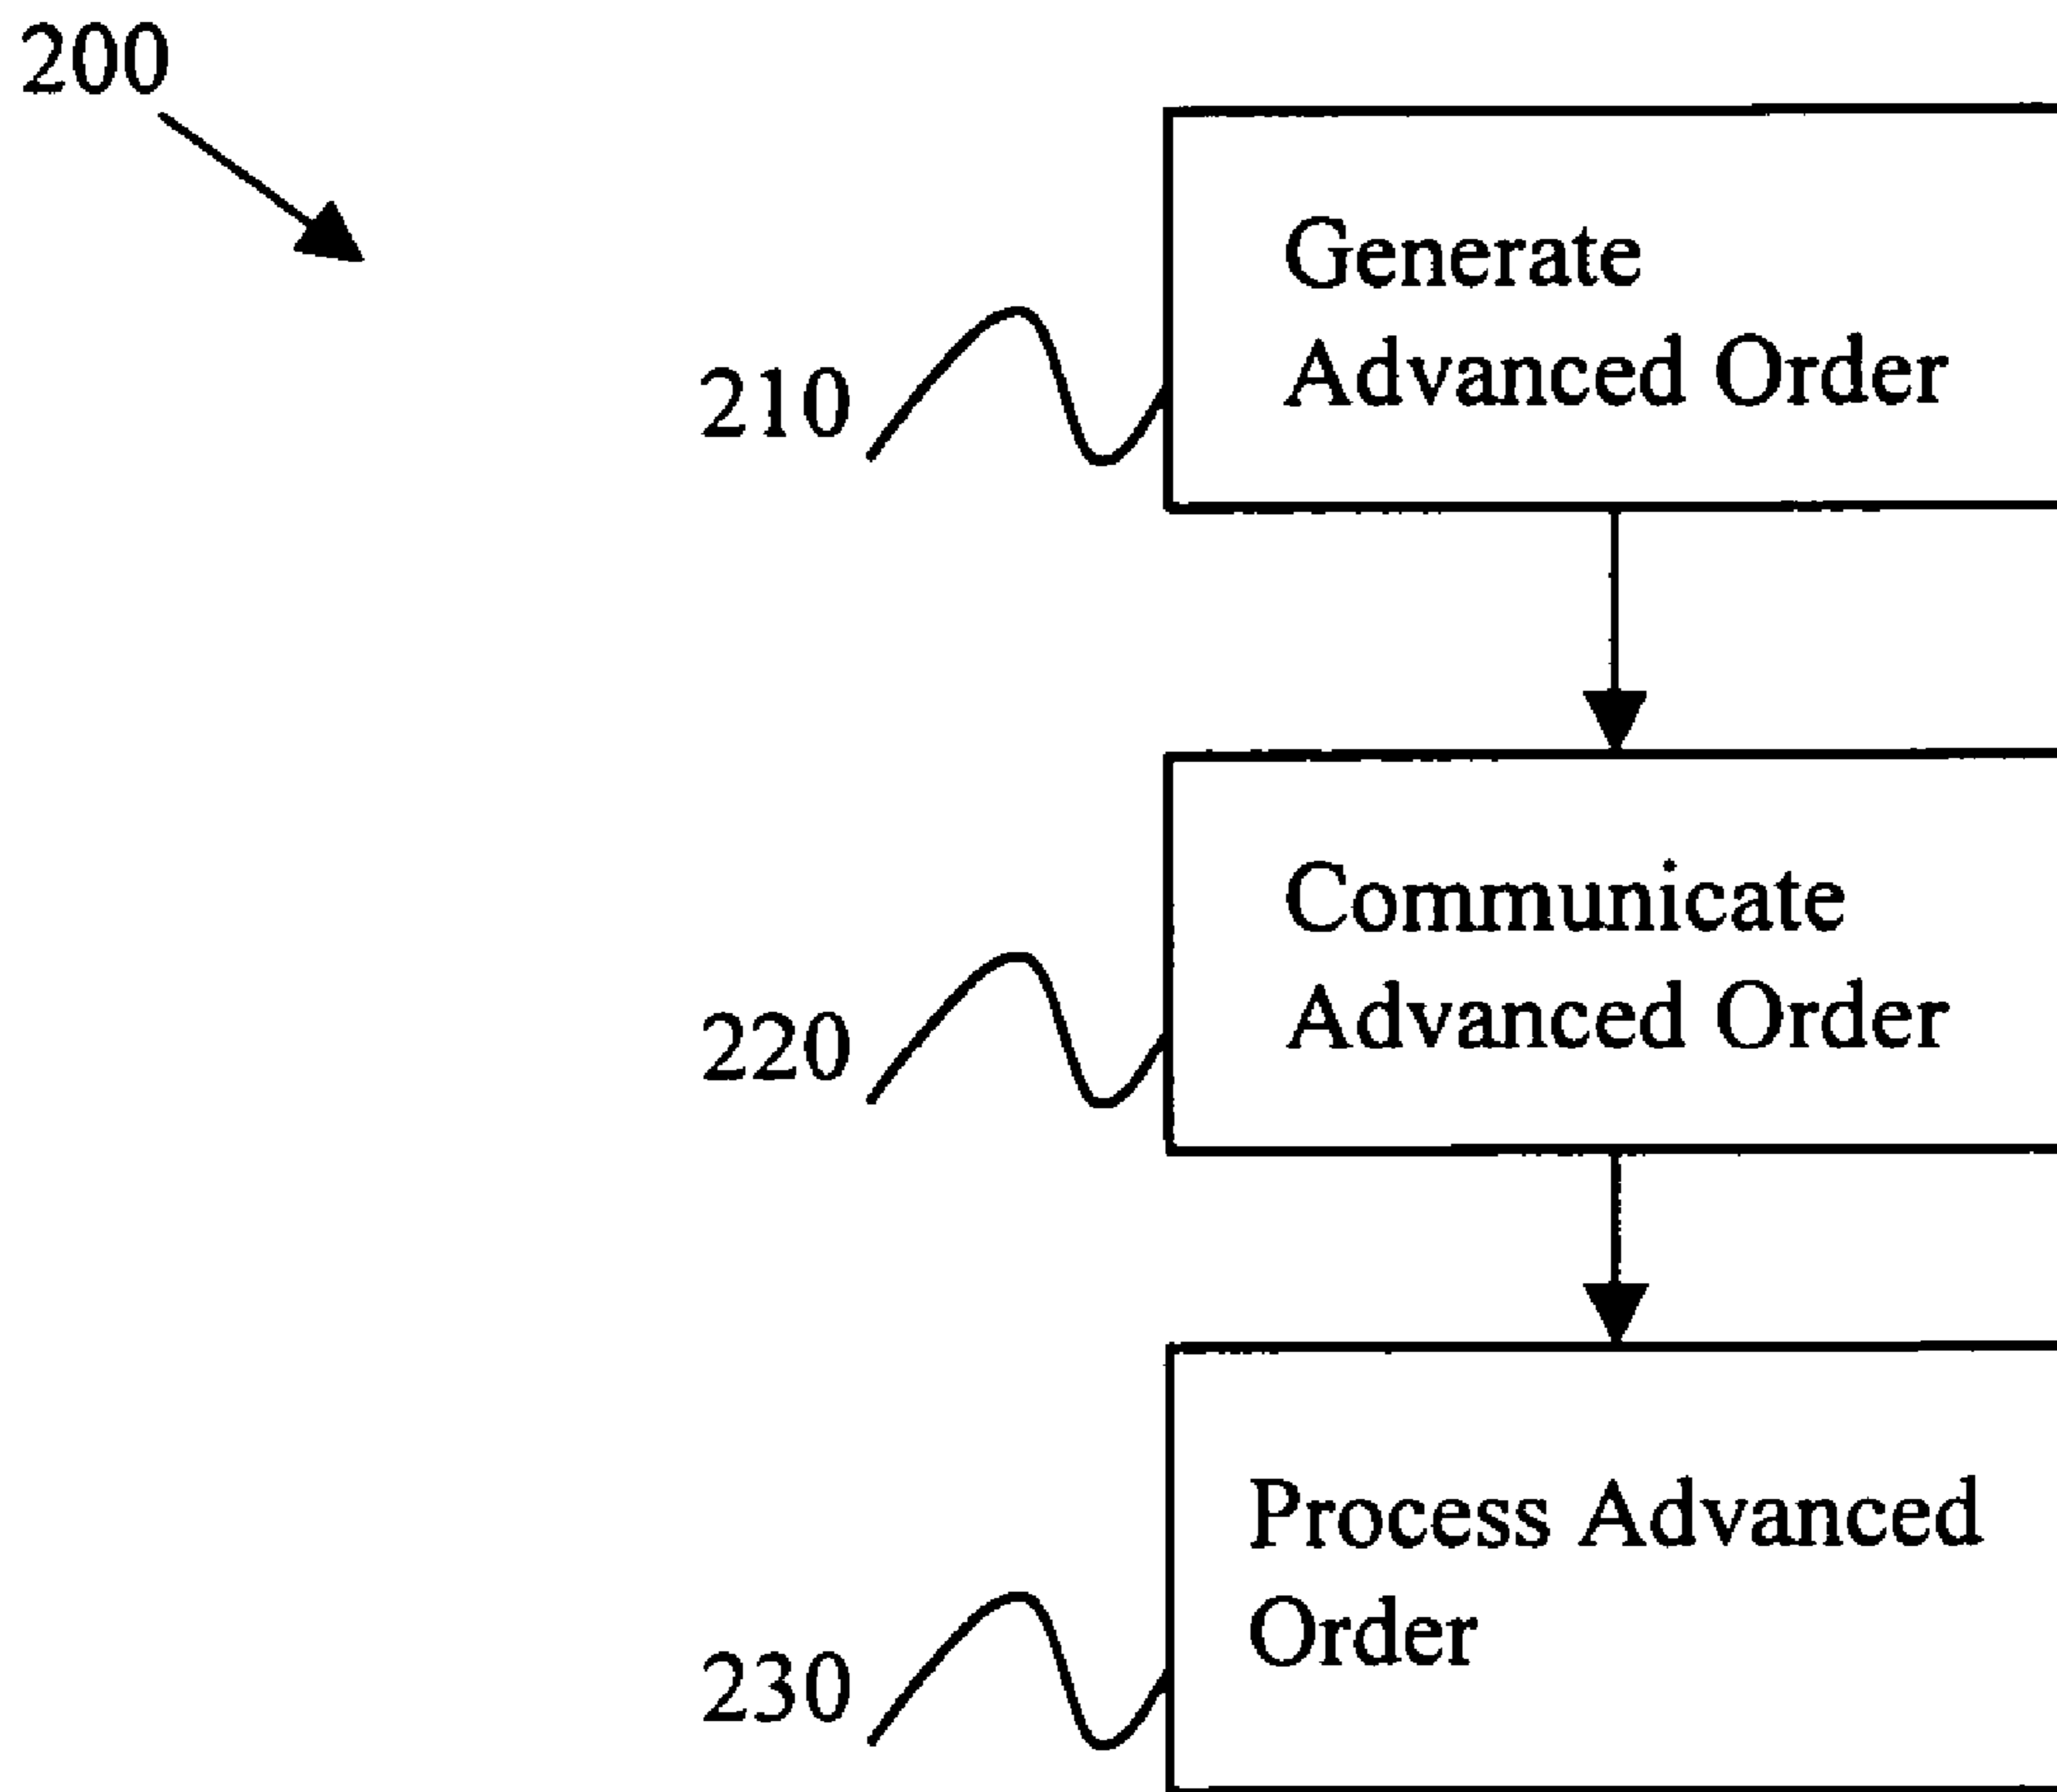 200
Generate
Advanced Order
210
Communicate
Advanced Order
220
Process Advanced
Order
230